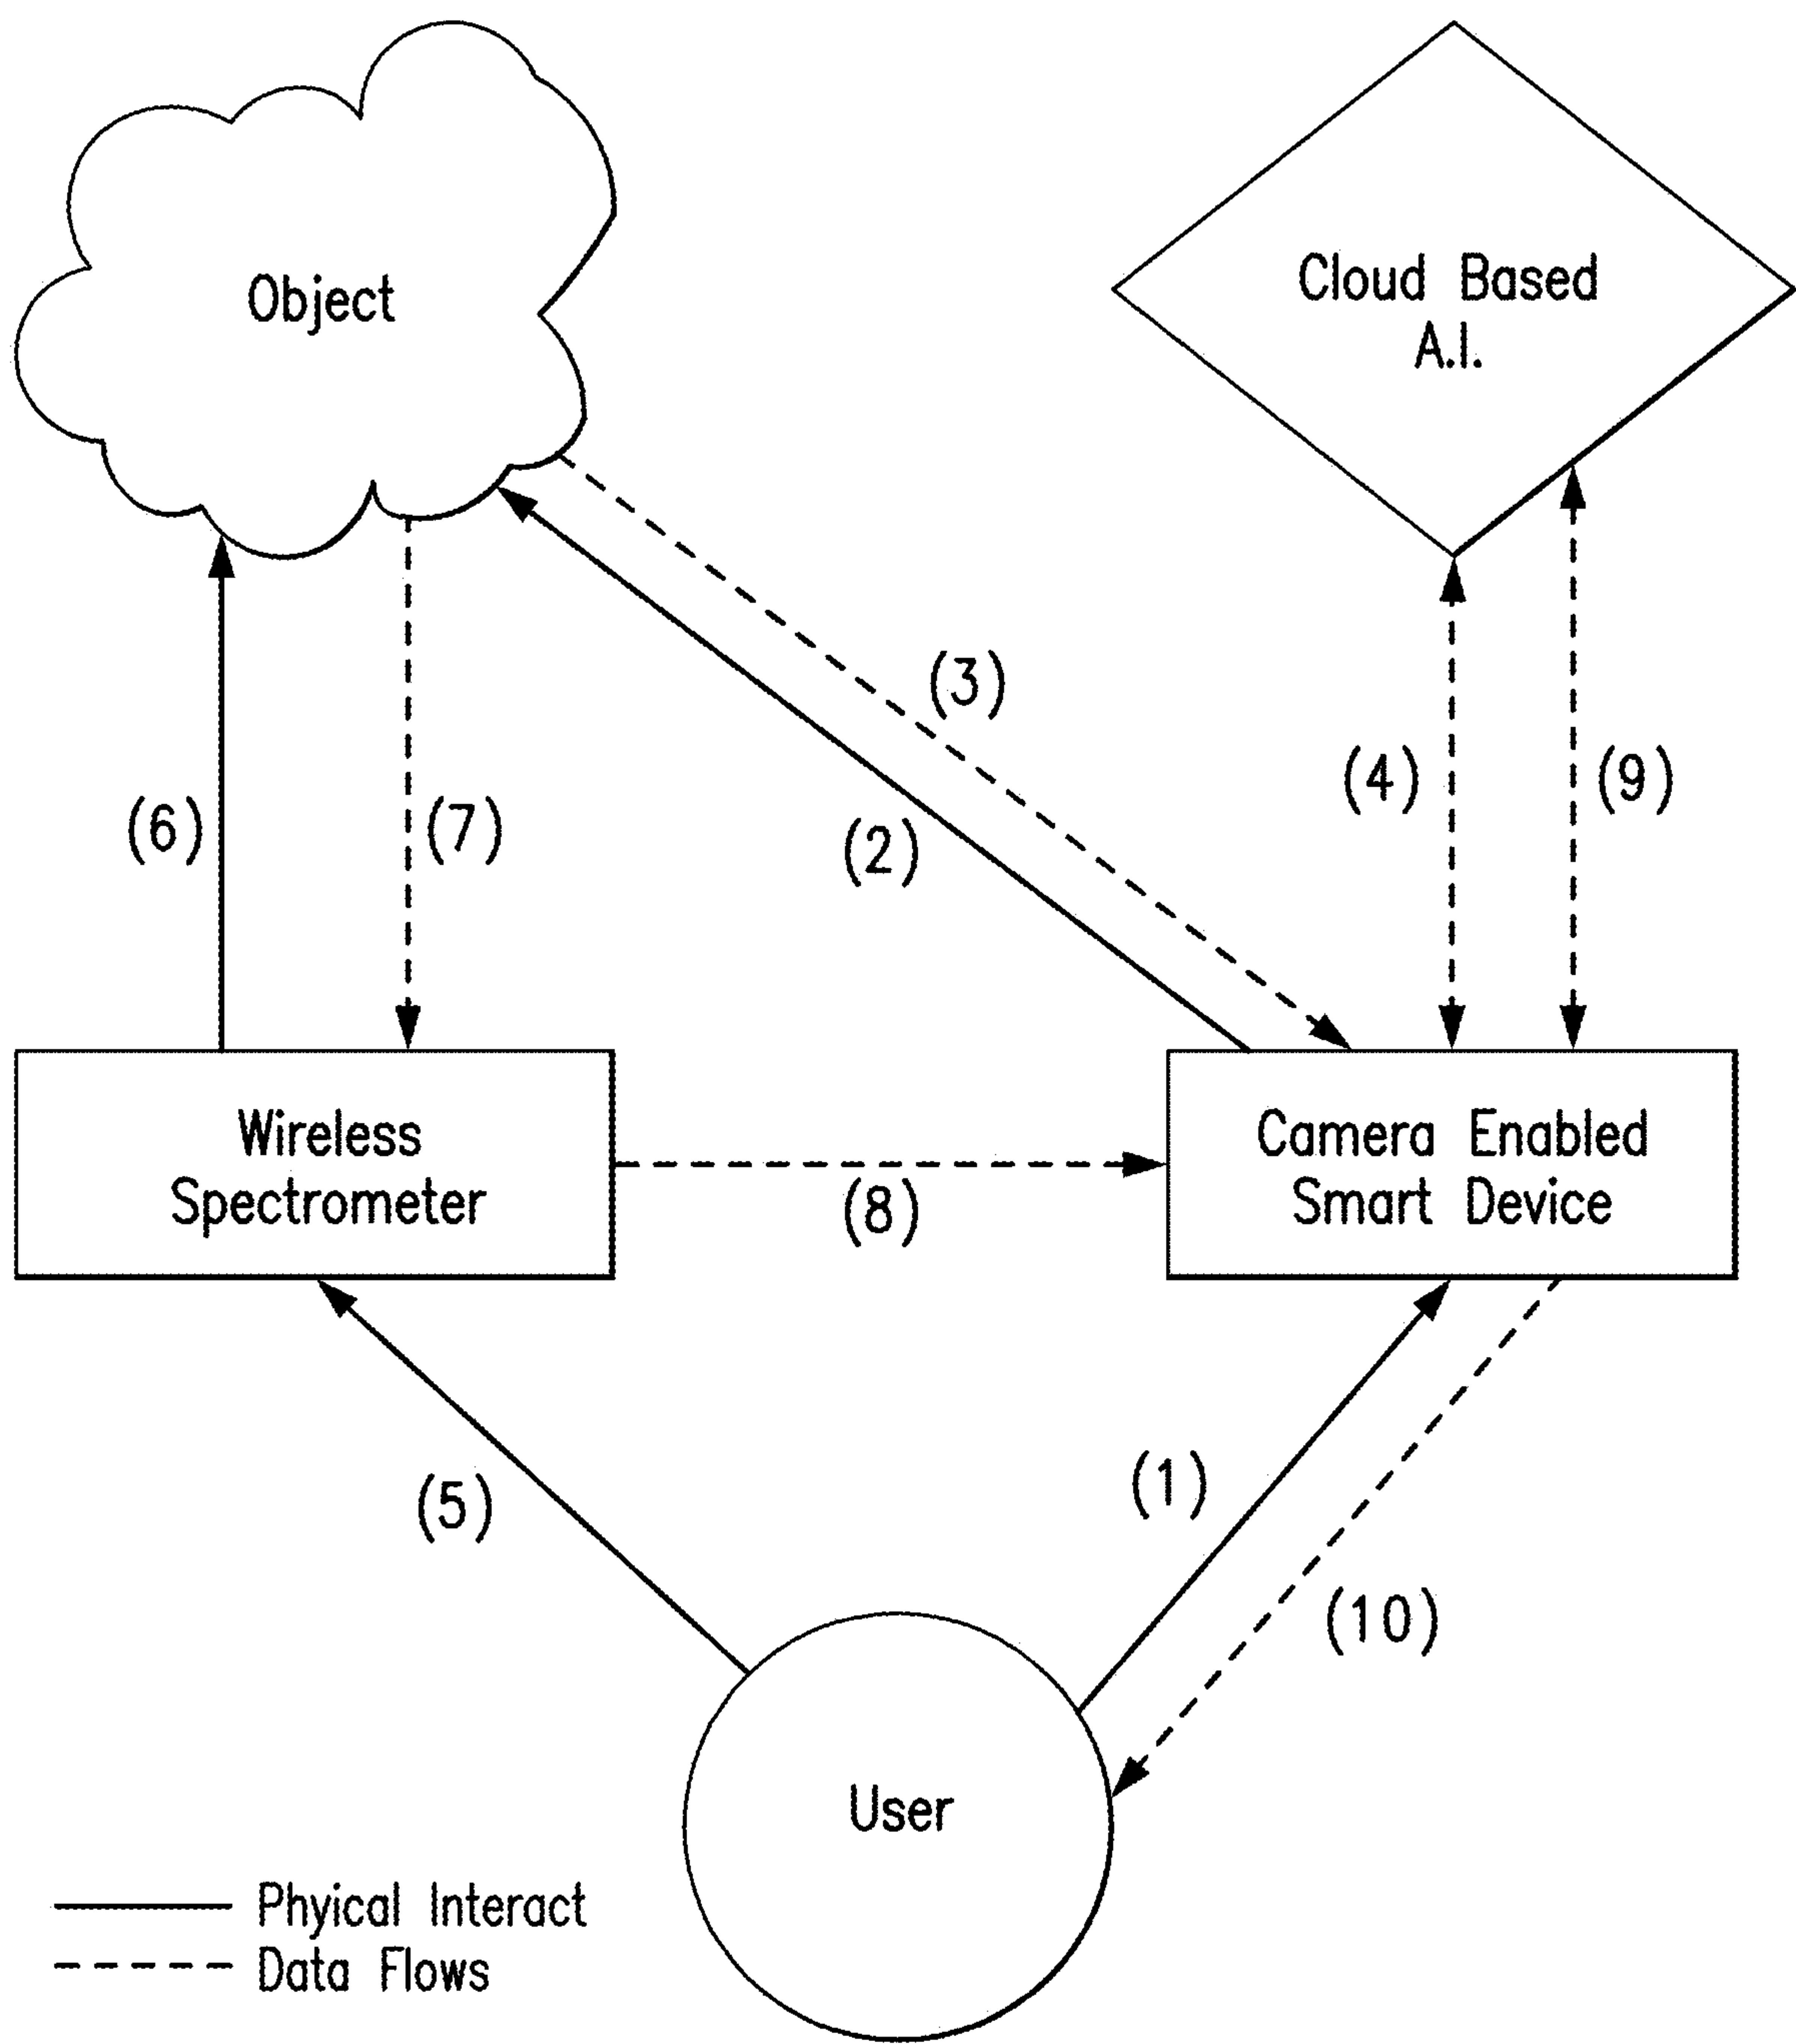 Object
Cloud Based
A.I.
(3)
(4)
(9)
(6)
(7)
(2)
Wireless
Spectrometer
Camera Enabled
Smart Device
(8)
(5)
(1)
(10)
User
Phyical Interact
Data Flows